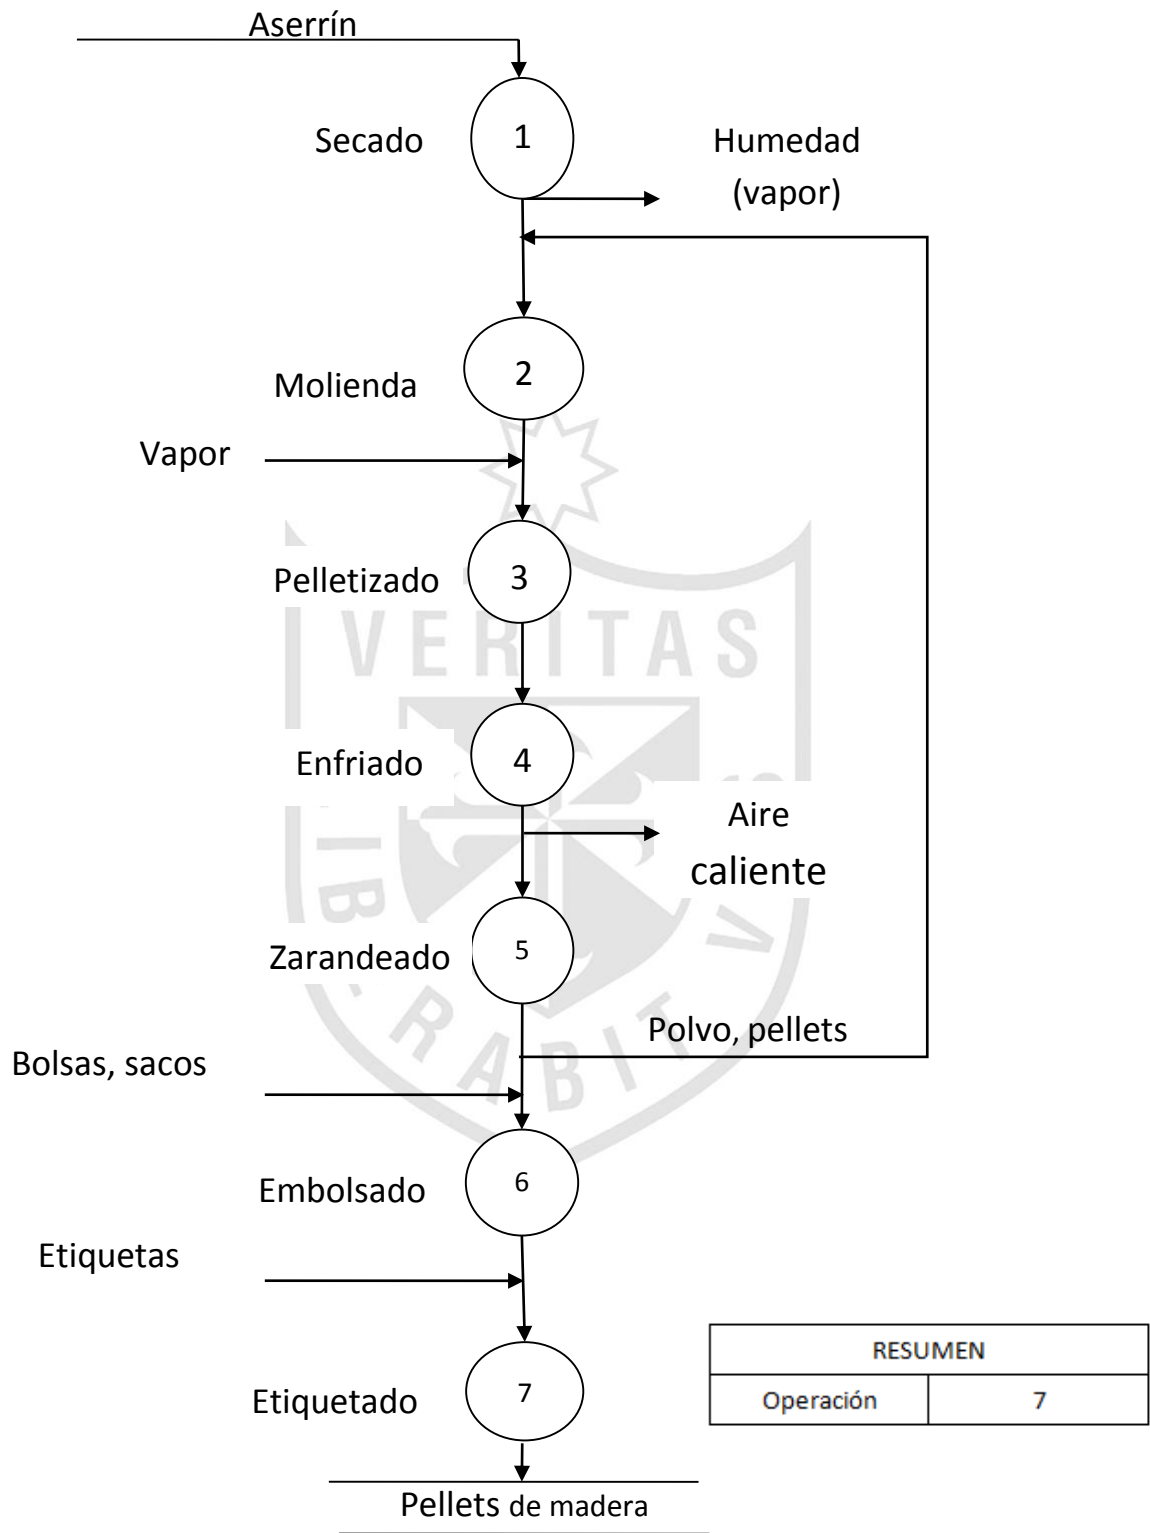 Aserrín
Secado
1
Humedad
(vapor)
2
Molienda
Vapor
Pelletizado
3
VERITAS
Enfriado
4
Aire
caliente
Zarandeado
5
Polvo, pellets
Bolsas, sacos
RABIT
Embolsado
6
Etiquetas
RESUMEN
Operación 7
Etiquetado
7
Pellets de madera